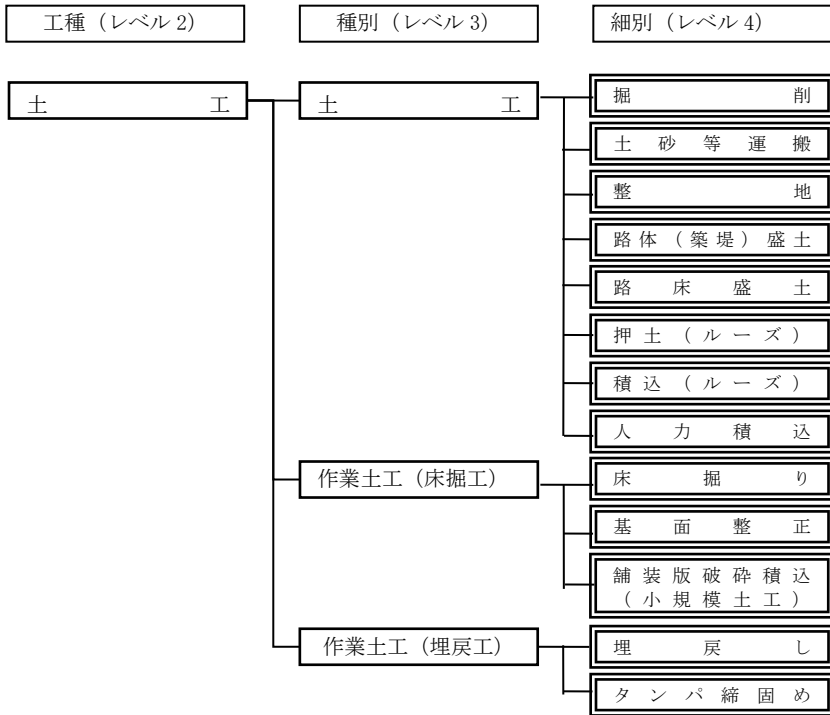 工種（レベル2） 種別（レベル3） 細別（レベル4）
土工 土工 掘削
土砂等運搬
整地
路体（築堤）盛土
路床盛土
押土（ルーズ）
積込（ルーズ）
人力積込
作業土工（床掘工） 床掘り
基面整正
舗装版破砕積込
（小規模土工）
作業土工（埋戻工） 埋戻し
タンパ締固め